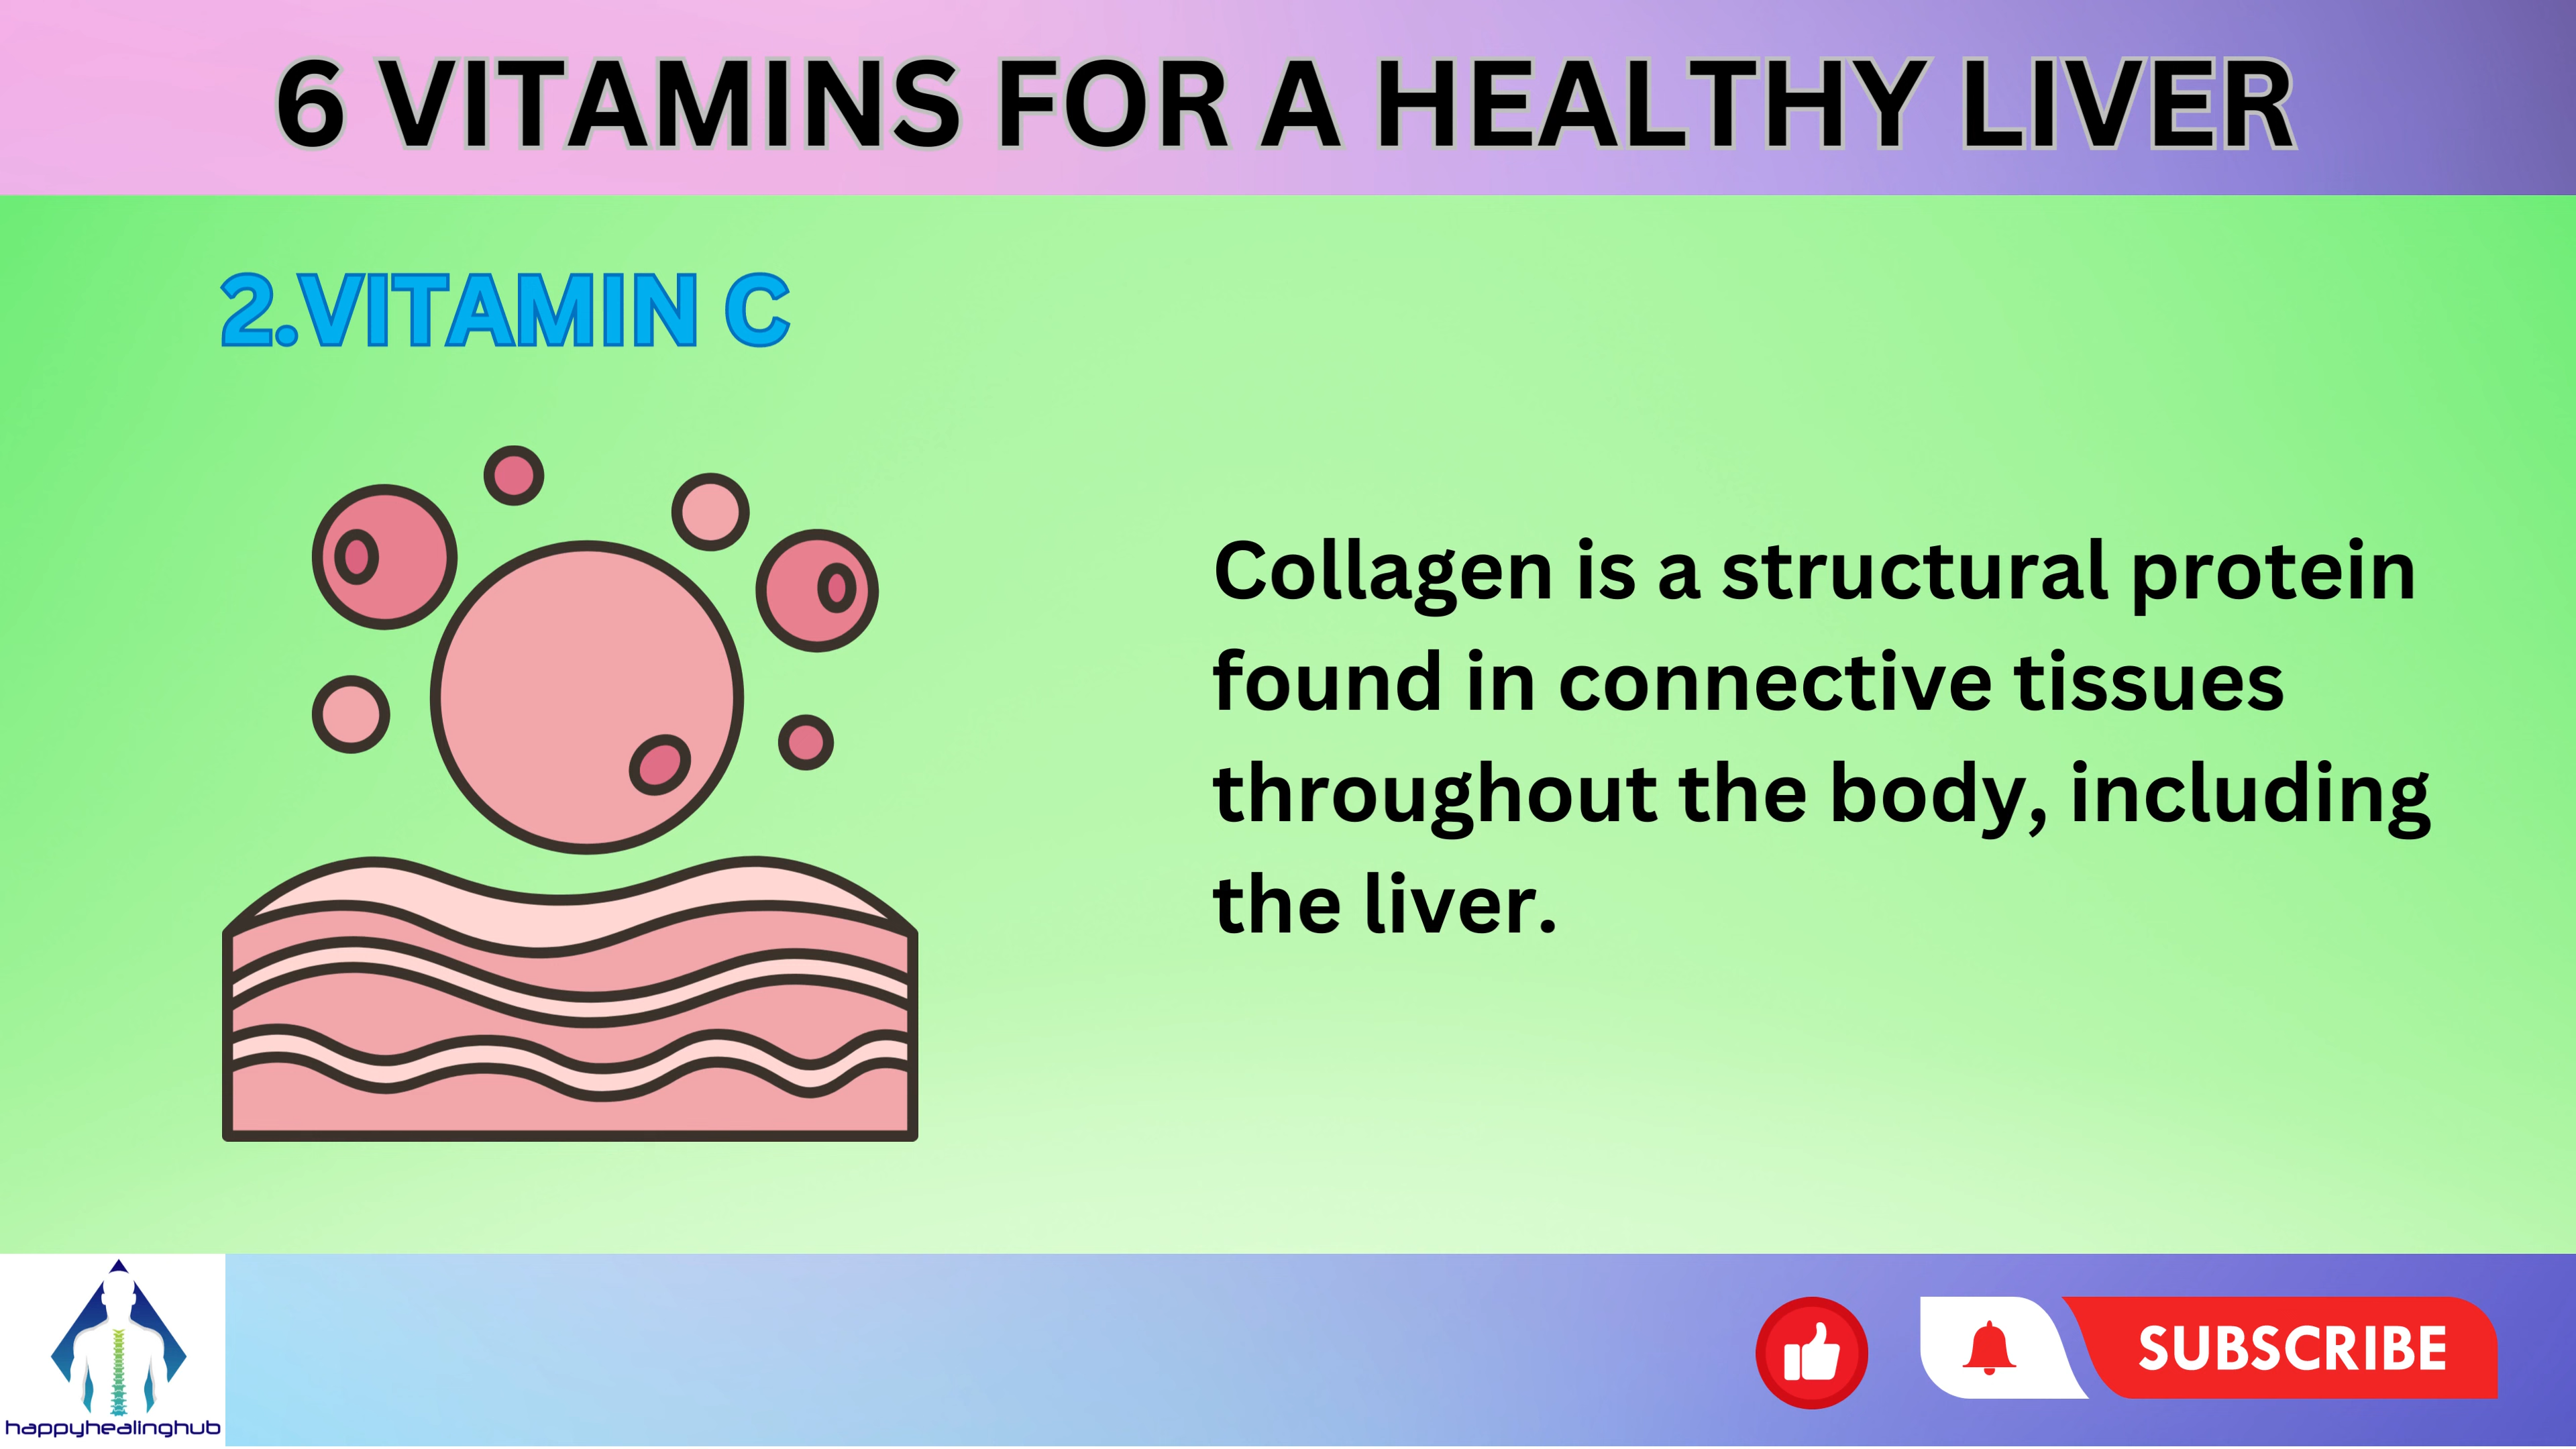 6 VITAMINS FOR A HEALTHY LIVER
2.VITAMIN C
Collagen is a structural protein
found in connective tissues
throughout the body, including
the liver.
happyhealinghub
SUBSCRIBE